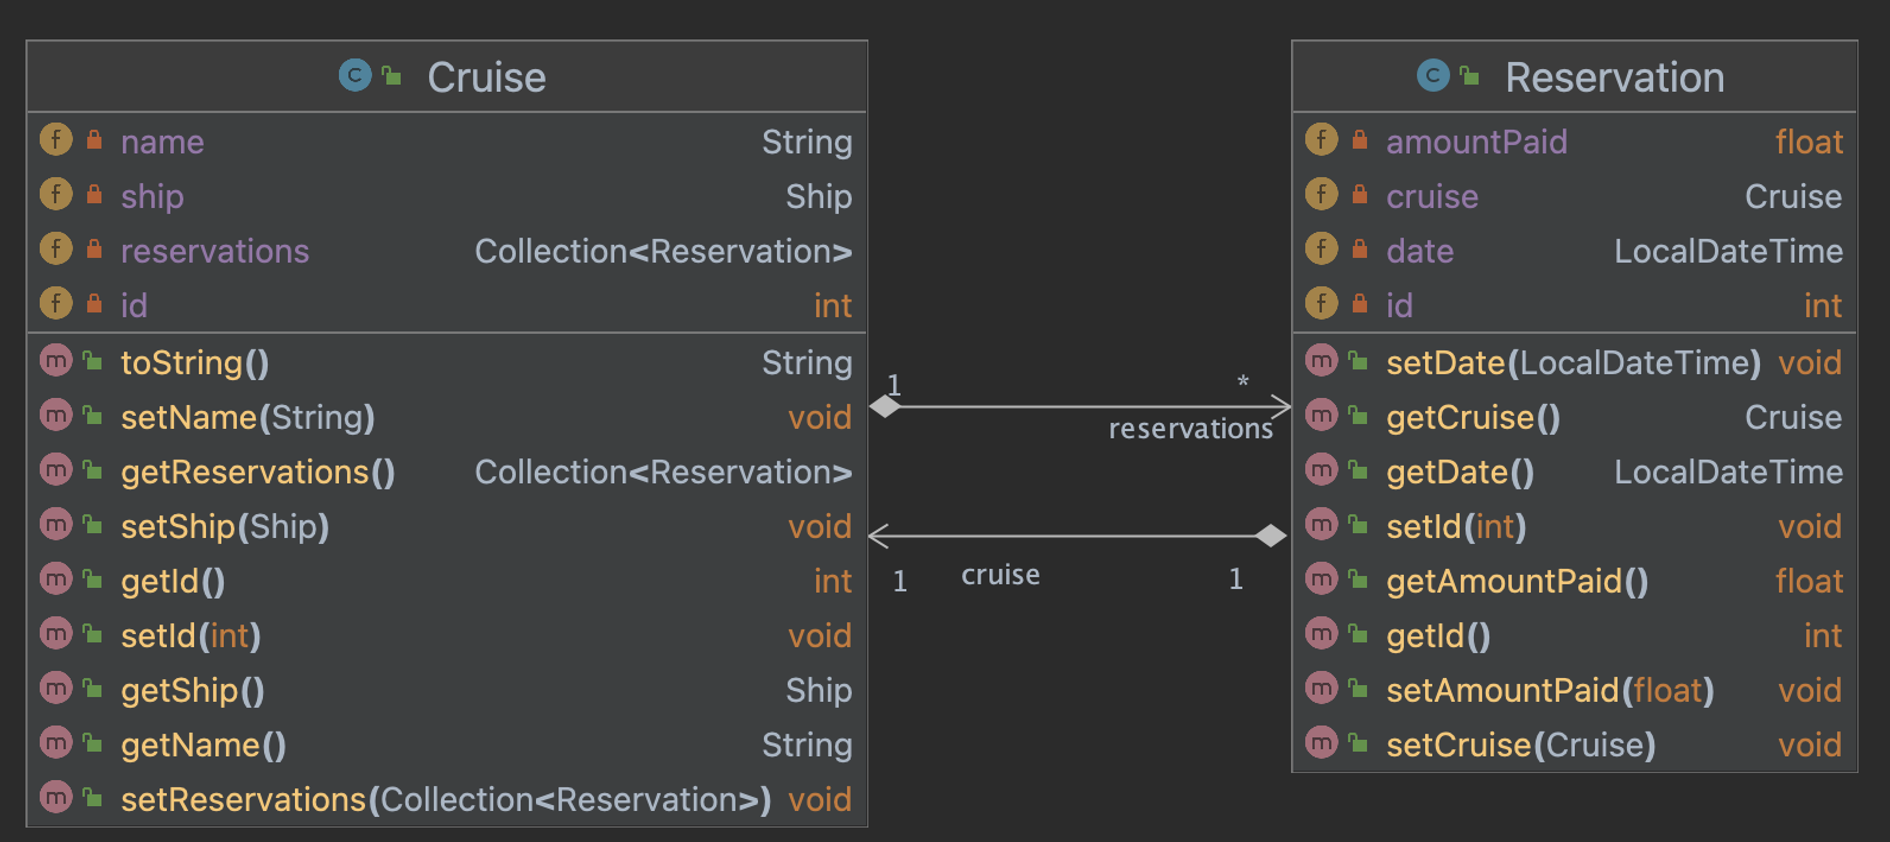 Cruise
name String
ship Ship
reservations Collection<Reservation>
id int
toString() String
setName(String) void
getReservations() Collection<Reservation>
setShip(Ship) void
getId() int
setId(int) void
getShip() Ship
getName() String
setReservations(Collection<Reservation>) void
1 *
reservations
1 cruise 1
Reservation
amountPaid float
cruise Cruise
date LocalDateTime
id int
setDate(LocalDateTime) void
getCruise() Cruise
getDate() LocalDateTime
setId(int) void
getAmountPaid() float
getId() int
setAmountPaid(float) void
setCruise(Cruise) void